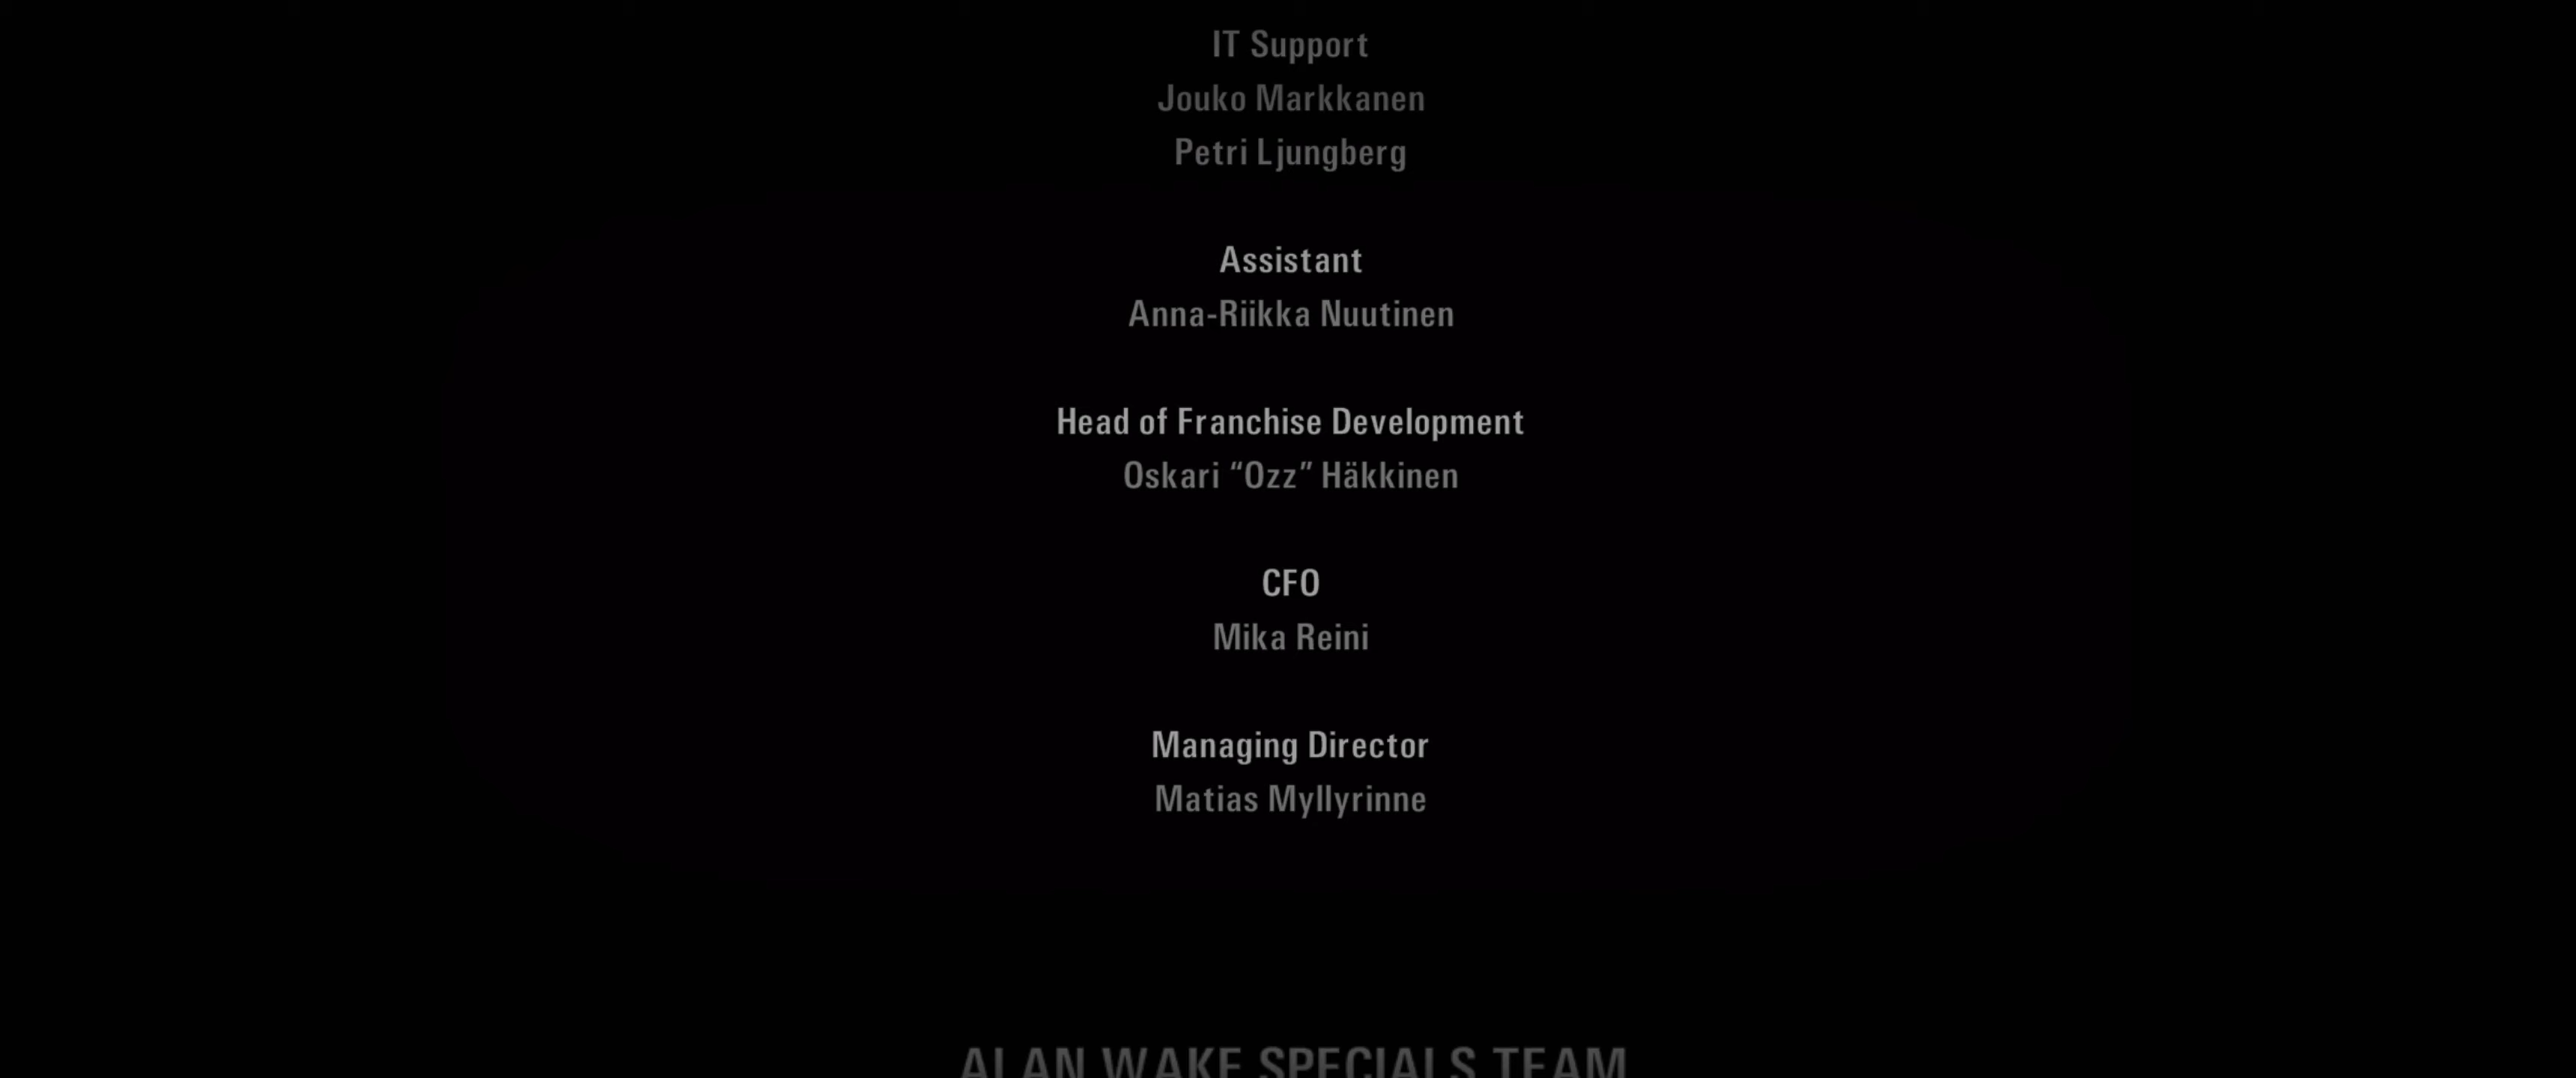 IT Support
Jouko Markkanen
Petri Ljungberg
Assistant
Anna-Riikka Nuutinen
Head of Franchise Development
Oskari “Ozz” Häkkinen
CFO
Mika Reini
Managing Director
Matias Myllyrinne
ALAN WAKE SPECIALS TEAM